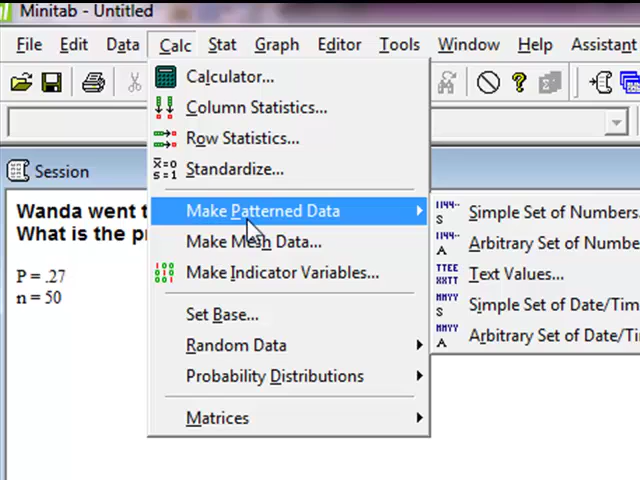 Minitab - Untitled
File Edit Data Calc Stat Graph Editor Tools Window Help Assistant
Calculator...
Column Statistics...
Row Statistics...
Standardize...
Make Patterned Data
Make Mesh Data...
Make Indicator Variables...
Set Base...
Random Data
Probability Distributions
Matrices
Simple Set of Numbers
Arbitrary Set of Numbe
Text Values...
Simple Set of Date/Tim
Arbitrary Set of Date/Ti
Session
Wanda went t
What is the p
P = .27
n = 50